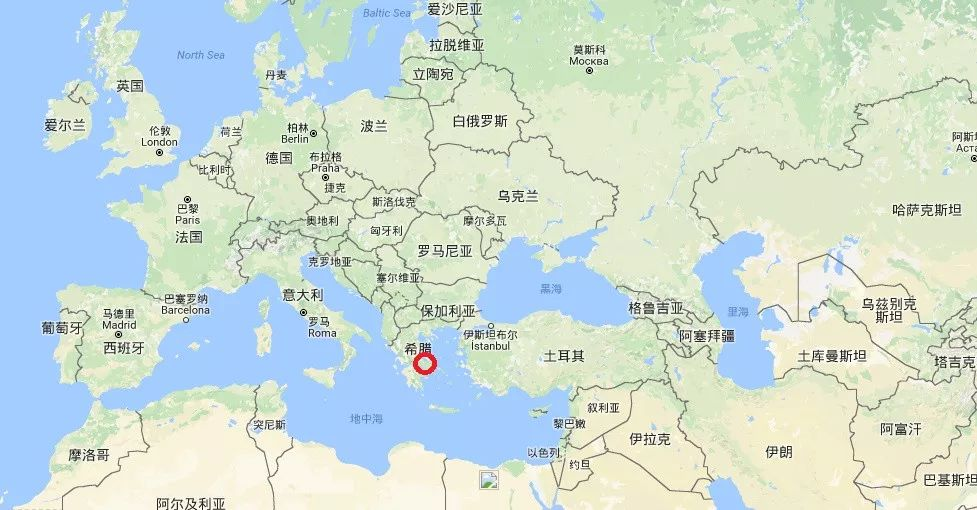 爱沙尼亚
Baltic Sea
North Sea
拉脱维亚
莫斯科
Москва
丹麦
立陶宛
英国
爱尔兰
伦敦
London
荷兰
柏林
Berlin
波兰
白俄罗斯
阿斯
Аста
德国
布拉格
Praha
比利时
捷克
巴黎
Paris
斯洛伐克
乌克兰
法国
奥地利
匈牙利
摩尔多瓦
哈萨克斯坦
罗马尼亚
克罗地亚
塞尔维亚
黑海
意大利
巴塞罗纳
Barcelona
保加利亚
格鲁吉亚
里海
乌兹别克
斯坦
葡萄牙
马德里
Madrid
西班牙
罗马
Roma
伊斯坦布尔
Istanbul
阿塞拜疆
希腊
土耳其
土库曼斯坦
塔吉克
地中海
突尼斯
叙利亚
黎巴嫩
阿富汗
伊拉克
摩洛哥
以色列
约旦
伊朗
巴基斯坦
阿尔及利亚